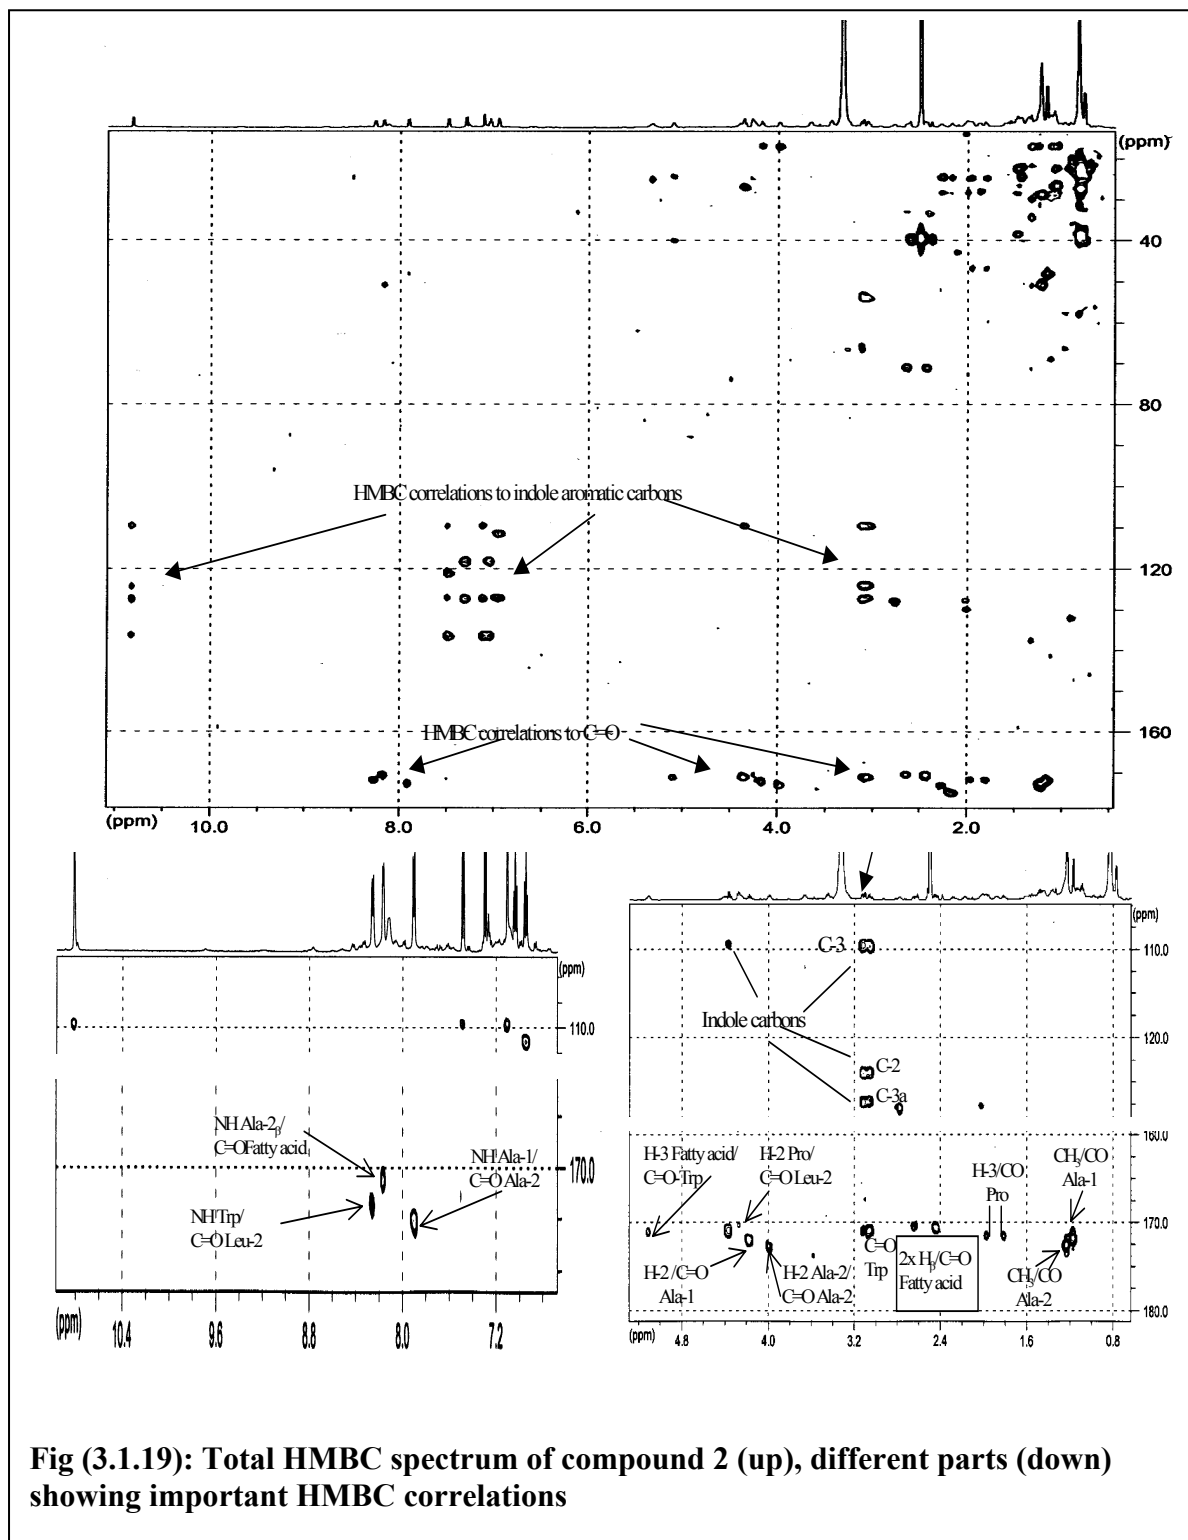 (ppm)
40
80
HMBC correlations to indole aromatic carbons
120
HMBC correlations to C=O
160
(ppm) 10.0 8.0 6.0 4.0 2.0
(ppm)
110.0
NH Ala-2β/
C=O Fatty acid
NH Ala-1/
C=O Ala-2
170.0
NH Trp/
C=O Leu-2
(ppm) 10.4 9.6 8.8 8.0 7.2
(ppm)
C-3
110.0
Indole carbons
120.0
C-2
C-3a
160.0
H-3 Fatty acid/
C=O-Trp
H-2 Pro/
C=O Leu-2
H-3/CO
Pro
CH3/CO
Ala-1
170.0
H-2 /C=O
Ala-1
H-2 Ala-2/
C=O Ala-2
C=O
Trp
2x Hβ/C=O
Fatty acid
CH3/CO
Ala-2
180.0
(ppm) 4.8 4.0 3.2 2.4 1.6 0.8
Fig (3.1.19): Total HMBC spectrum of compound 2 (up), different parts (down)
showing important HMBC correlations